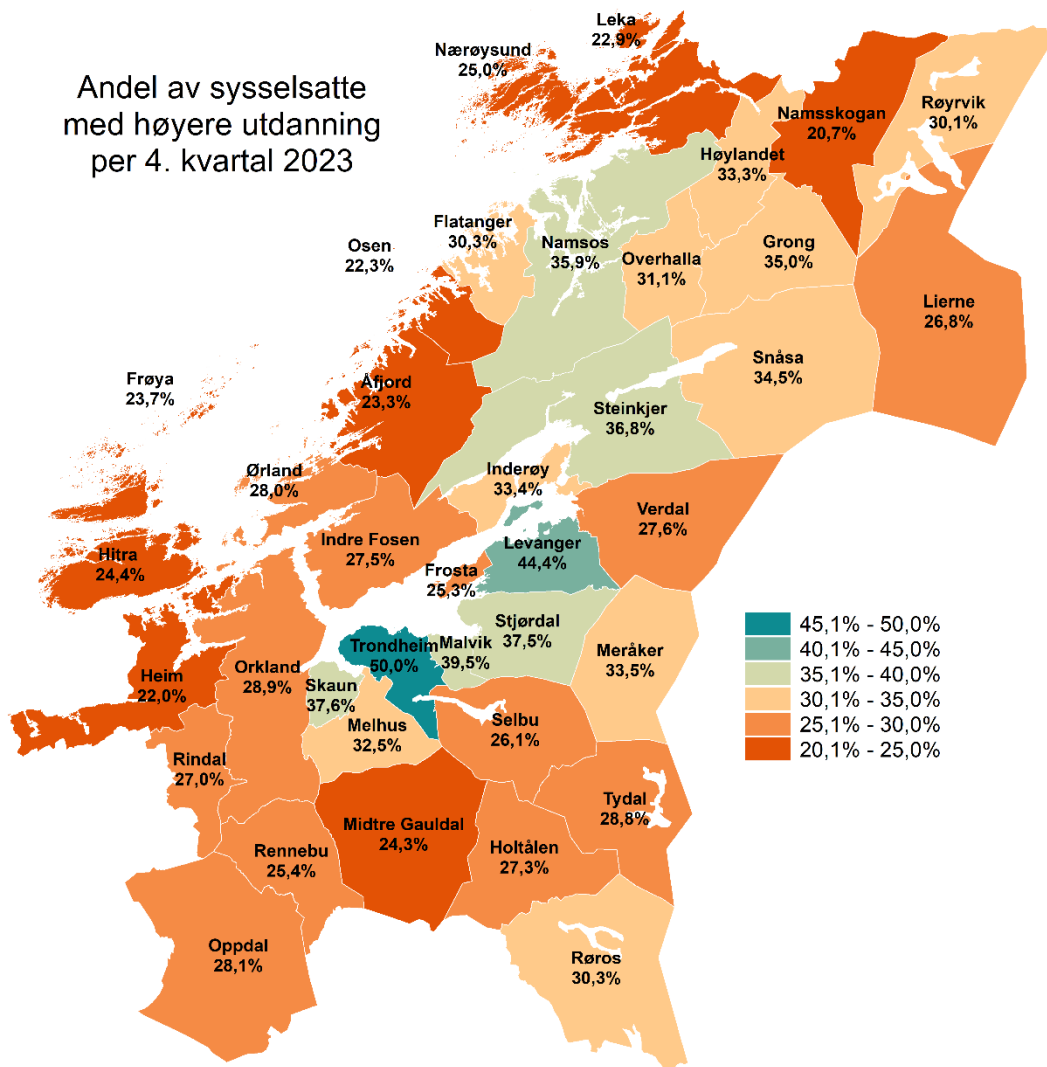 Andel av sysselsatte
med høyere utdanning
per 4. kvartal 2023
Leka
22,9%
Nærøysund
25,0%
Namsskogan
20,7%
Røyrvik
30,1%
Høylandet
33,3%
Flatanger
30,3%
Osen
22,3%
Namsos
35,9%
Overhalla
31,1%
Grong
35,0%
Lierne
26,8%
Snåsa
34,5%
Frøya
23,7%
Åfjord
23,3%
Steinkjer
36,8%
Ørland
28,0%
Inderøy
33,4%
Verdal
27,6%
Indre Fosen
27,5%
Levanger
44,4%
Hitra
24,4%
Frosta
25,3%
Stjørdal
37,5%
Trondheim
50,0%
Malvik
39,5%
Meråker
33,5%
Heim
22,0%
Orkland
28,9%
Skaun
37,6%
Melhus
32,5%
Selbu
26,1%
Rindal
27,0%
Tydal
28,8%
Midtre Gauldal
24,3%
Holtålen
27,3%
Rennebu
25,4%
Oppdal
28,1%
Røros
30,3%
45,1% - 50,0%
40,1% - 45,0%
35,1% - 40,0%
30,1% - 35,0%
25,1% - 30,0%
20,1% - 25,0%